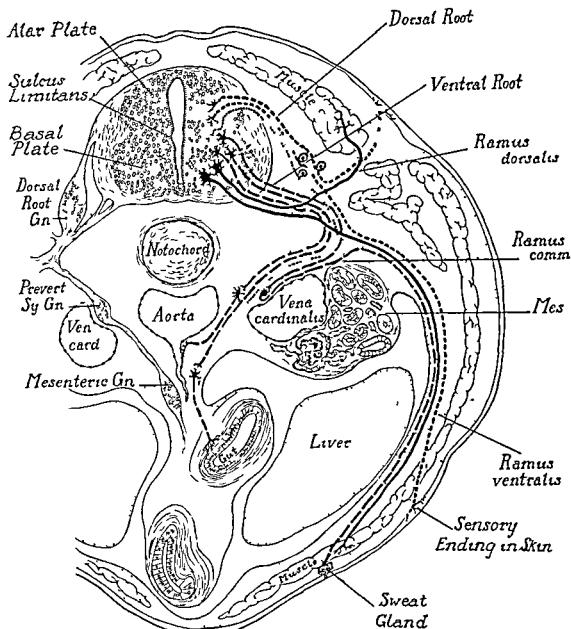 Alar Plate
Sulcus
Limitans
Basal
Plate
Dorsal
Root
Gn
Prevert
Sy Gn
Ven
card
Mesenteric Gn
Notochord
Aorta
Vena
cardinalis
Gut
Liver
Muscle
Dorsal Root
Ventral Root
Ramus
dorsalis
Ramus
comm
Mes
Ramus
ventralis
Sensory
Ending in Skin
Muscle
Sweat
Gland